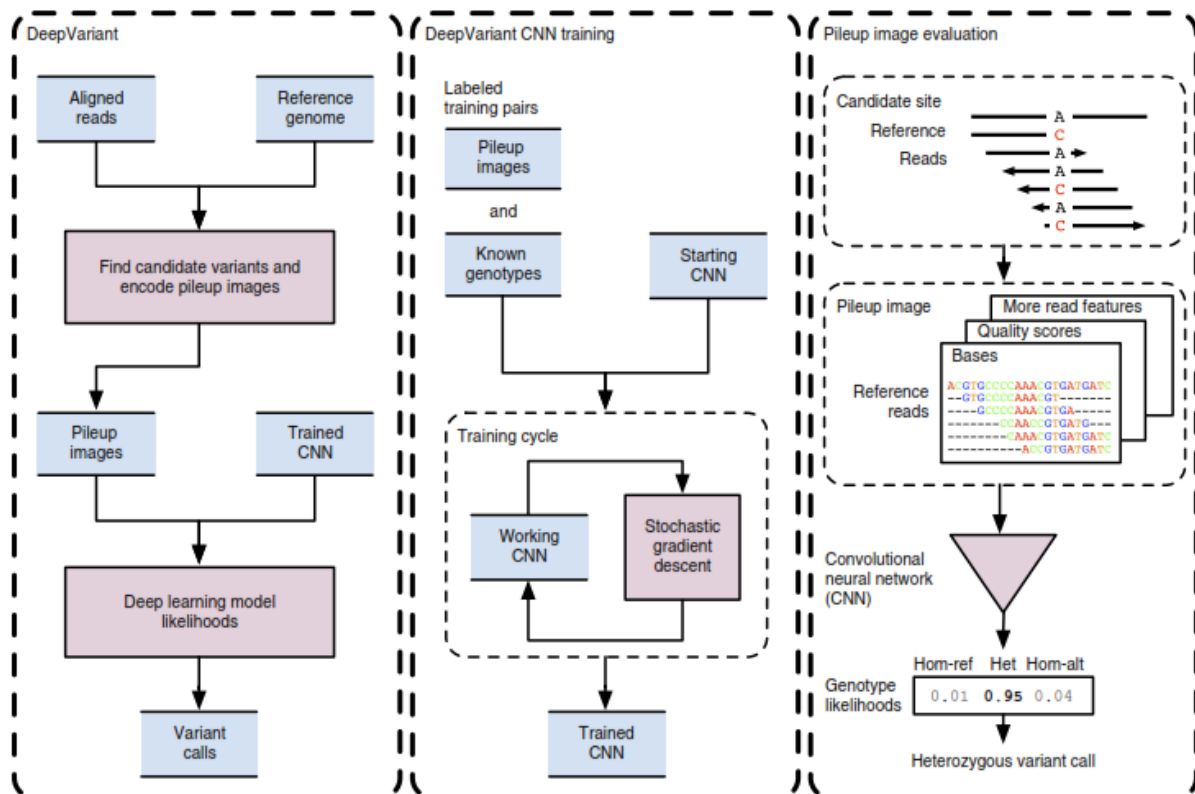 DeepVariant
Aligned
reads
Reference
genome
Find candidate variants and
encode pileup images
Pileup
images
Trained
CNN
Deep learning model
likelihoods
Variant
calls
DeepVariant CNN training
Labeled
training pairs
Pileup
images
and
Known
genotypes
Starting
CNN
Training cycle
Working
CNN
Stochastic
gradient
descent
Trained
CNN
Pileup image evaluation
Candidate site
Reference
Reads
A
C
A
A
C
A
C
Pileup image
More read features
Quality scores
Bases
Reference
reads
ACGTGCCCCAAACGTGATGATC
--GTGCCCCAAACGT-------
----GCCCCAAACGTGA-----
-------CCAAACGTGATG---
--------CAAACGTGATGATC
----------ACCGTGATGATC
Convolutional
neural network
(CNN)
Hom-ref Het Hom-alt
Genotype
likelihoods
0.01 0.95 0.04
Heterozygous variant call